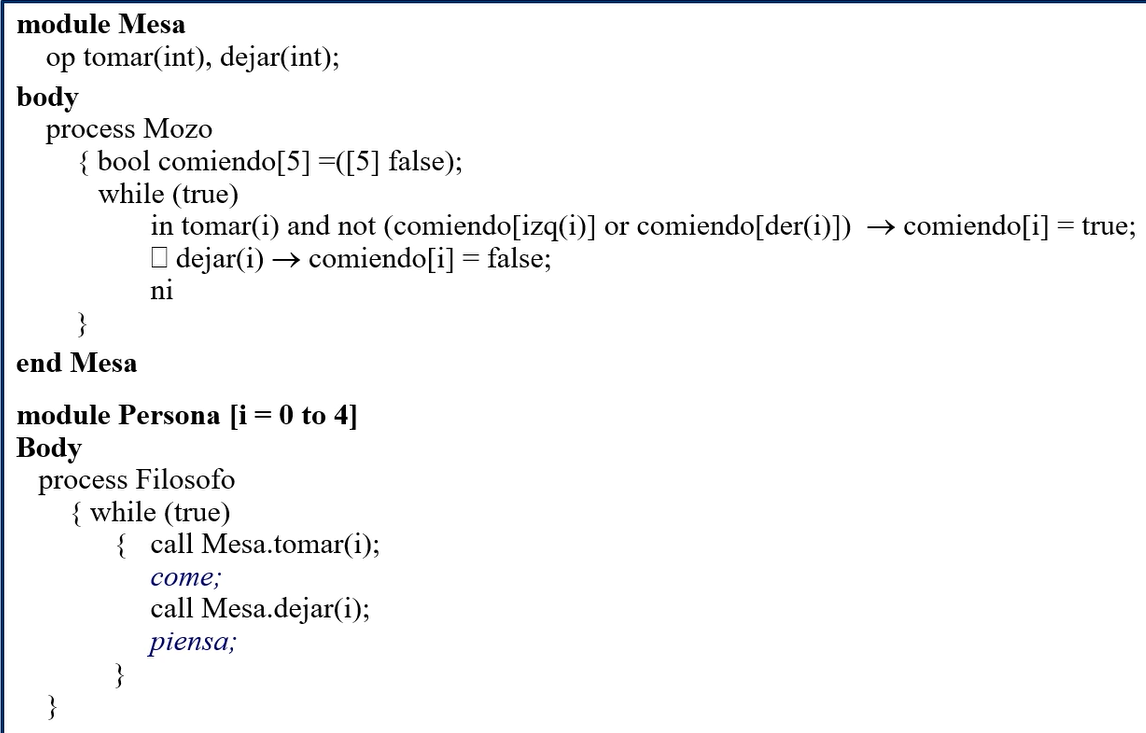 module Mesa
op tomar(int), dejar(int);
body
process Mozo
{ bool comiendo[5] =([5] false);
while (true)
in tomar(i) and not (comiendo[izq(i)] or comiendo[der(i)]) → comiendo[i] = true;
□ dejar(i) → comiendo[i] = false;
ni
}
end Mesa
module Persona [i = 0 to 4]
Body
process Filosofo
{ while (true)
{ call Mesa.tomar(i);
come;
call Mesa.dejar(i);
piensa;
}
}